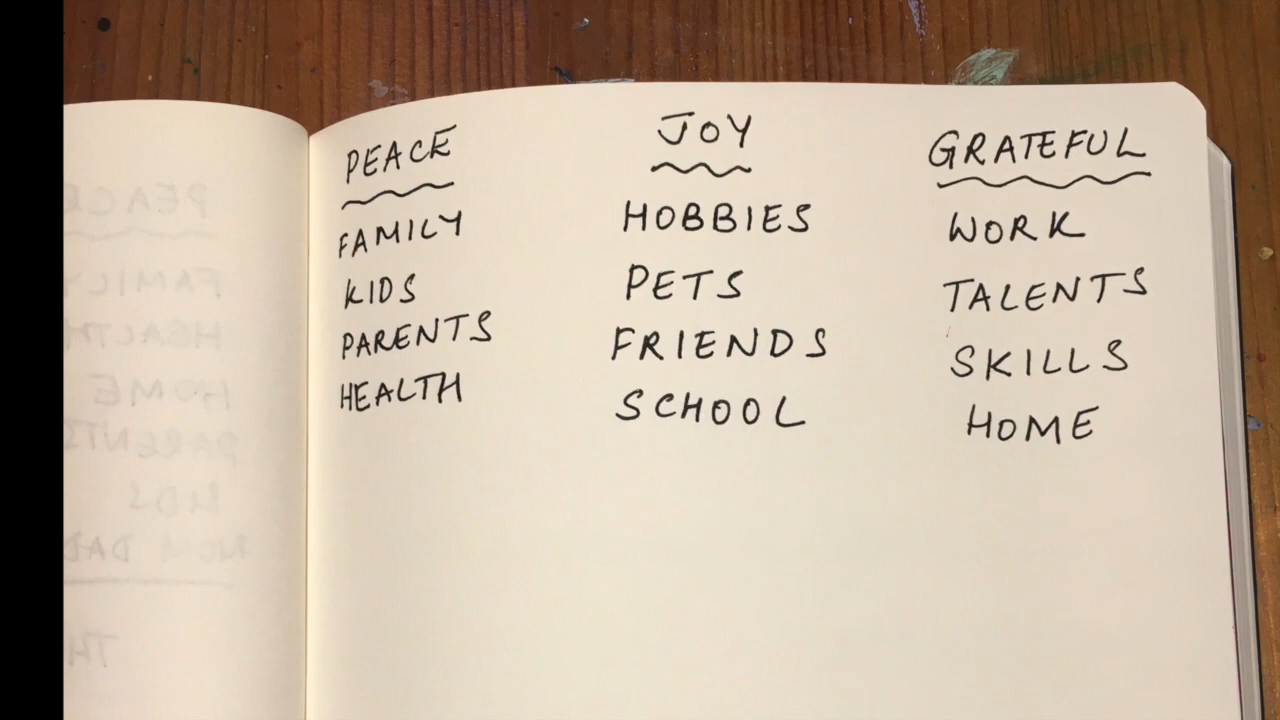 PEACE
FAMILY
KIDS
PARENTS
HEALTH
JOY
HOBBIES
PETS
FRIENDS
SCHOOL
GRATEFUL
WORK
TALENTS
SKILLS
HOME